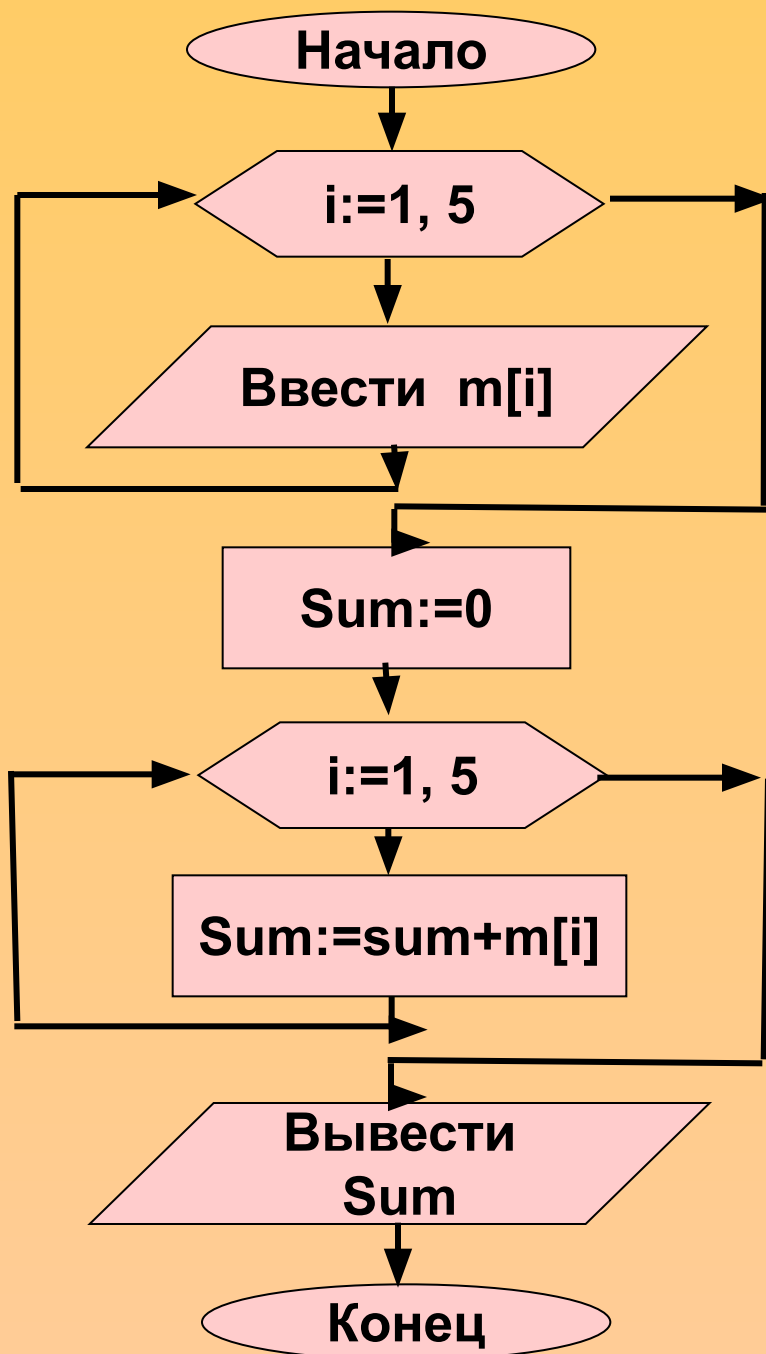 Начало
i:=1, 5
Ввести m[i]
Sum:=0
i:=1, 5
Sum:=sum+m[i]
Вывести
Sum
Конец